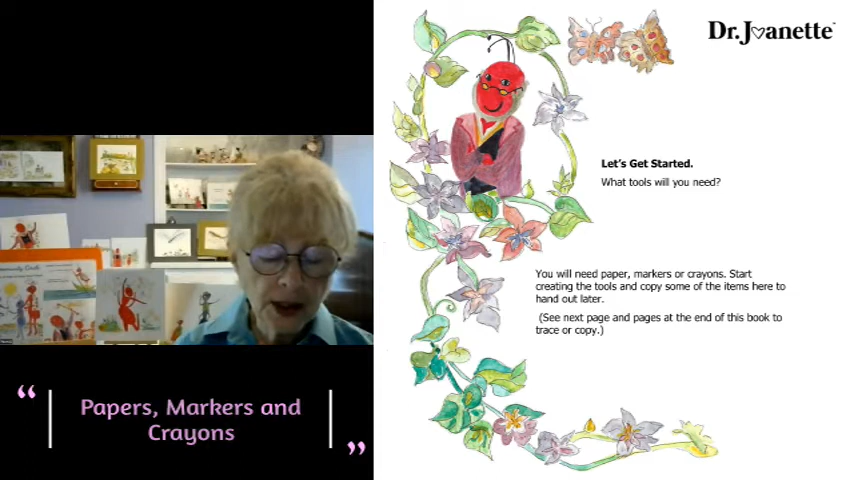 Dr.Joanette™
Let's Get Started.
What tools will you need?
You will need paper, markers or crayons. Start
creating the tools and copy some of the items here to
hand out later.
(See next page and pages at the end of this book to
trace or copy.)
“
Papers, Markers and
Crayons
”